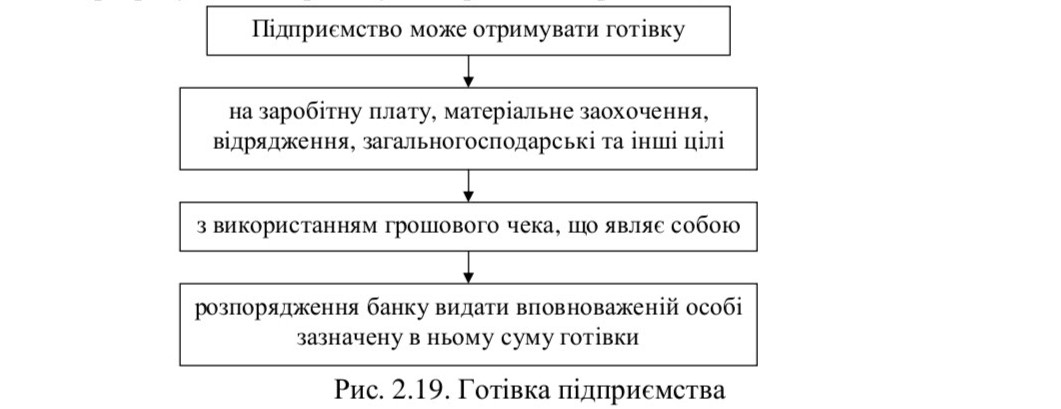 Підприємство може отримувати готівку
на заробітну плату, матеріальне заохочення,
відрядження, загальногосподарські та інші цілі
з використанням грошового чека, що являє собою
розпорядження банку видати вповноваженій особі
зазначену в ньому суму готівки
Рис. 2.19. Готівка підприємства